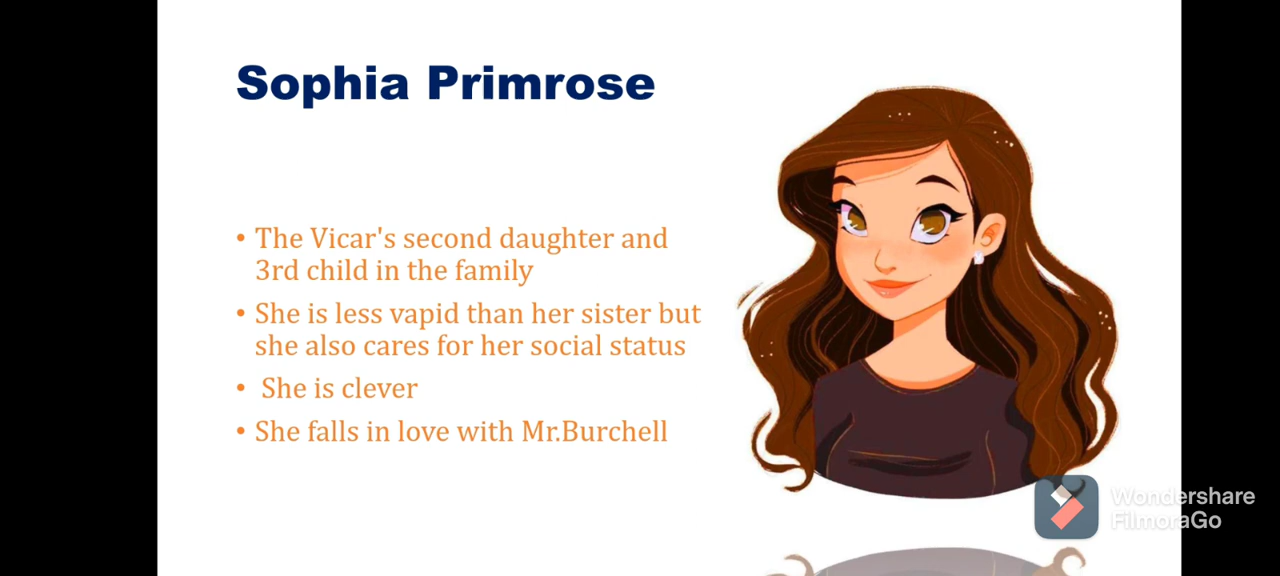 Sophia Primrose
• The Vicar's second daughter and
3rd child in the family
• She is less vapid than her sister but
she also cares for her social status
• She is clever
• She falls in love with Mr.Burchell
Wondershare
FilmoraGo